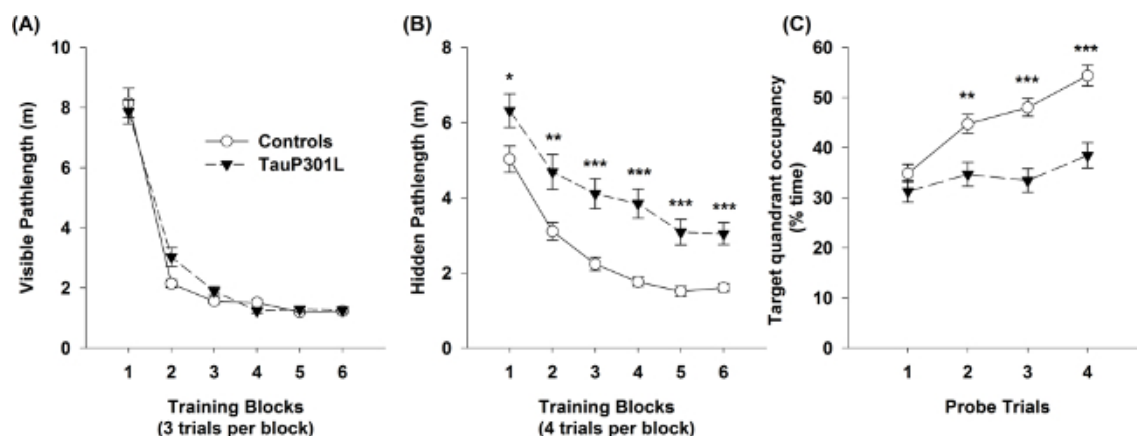 (A)
Visible Pathlength (m)
10
8
6
4
2
0
Controls
TauP301L
1 2 3 4 5 6
Training Blocks
(3 trials per block)
(B)
Hidden Pathlength (m)
8
6
4
2
0
*
**
***
***
***
***
1 2 3 4 5 6
Training Blocks
(4 trials per block)
(C)
Target quandrant occupancy
(% time)
60
50
40
30
20
10
0
**
***
***
1 2 3 4
Probe Trials